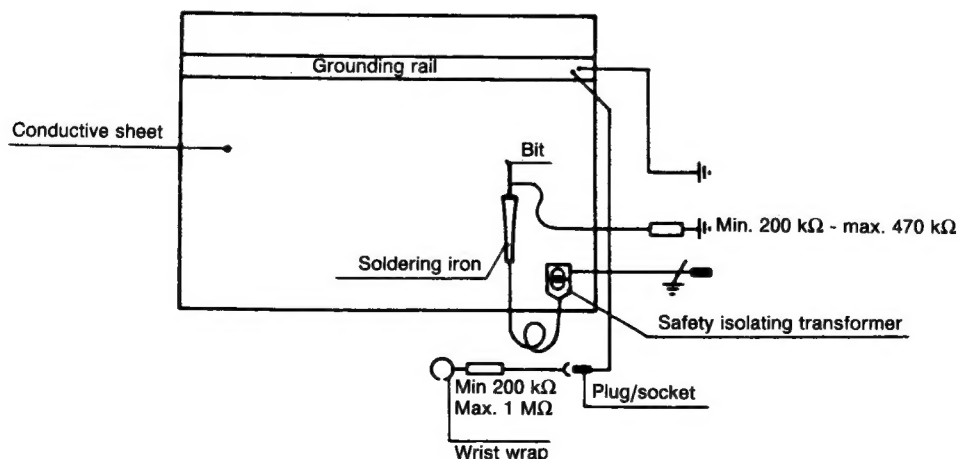 Grounding rail
Conductive sheet
Bit
Min. 200 kΩ - max. 470 kΩ
Soldering iron
Safety isolating transformer
Min 200 kΩ
Max. 1 MΩ
Plug/socket
Wrist wrap